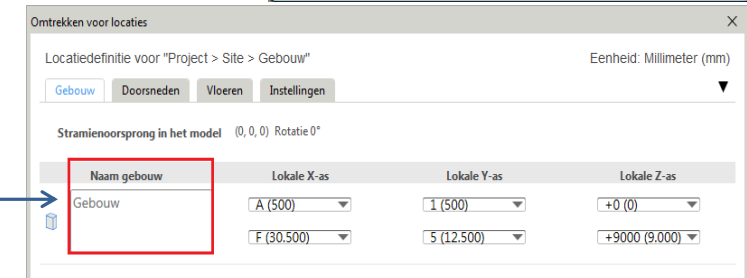 Omtrekken voor locaties
Locatiedefinitie voor "Project > Site > Gebouw" Eenheid: Millimeter (mm)
Gebouw Doorsneden Vloeren Instellingen
Stramienoorsprong in het model (0, 0, 0) Rotatie 0°
Naam gebouw Lokale X-as Lokale Y-as Lokale Z-as
Gebouw A (500) 1 (500) +0 (0)
F (30.500) 5 (12.500) +9000 (9.000)